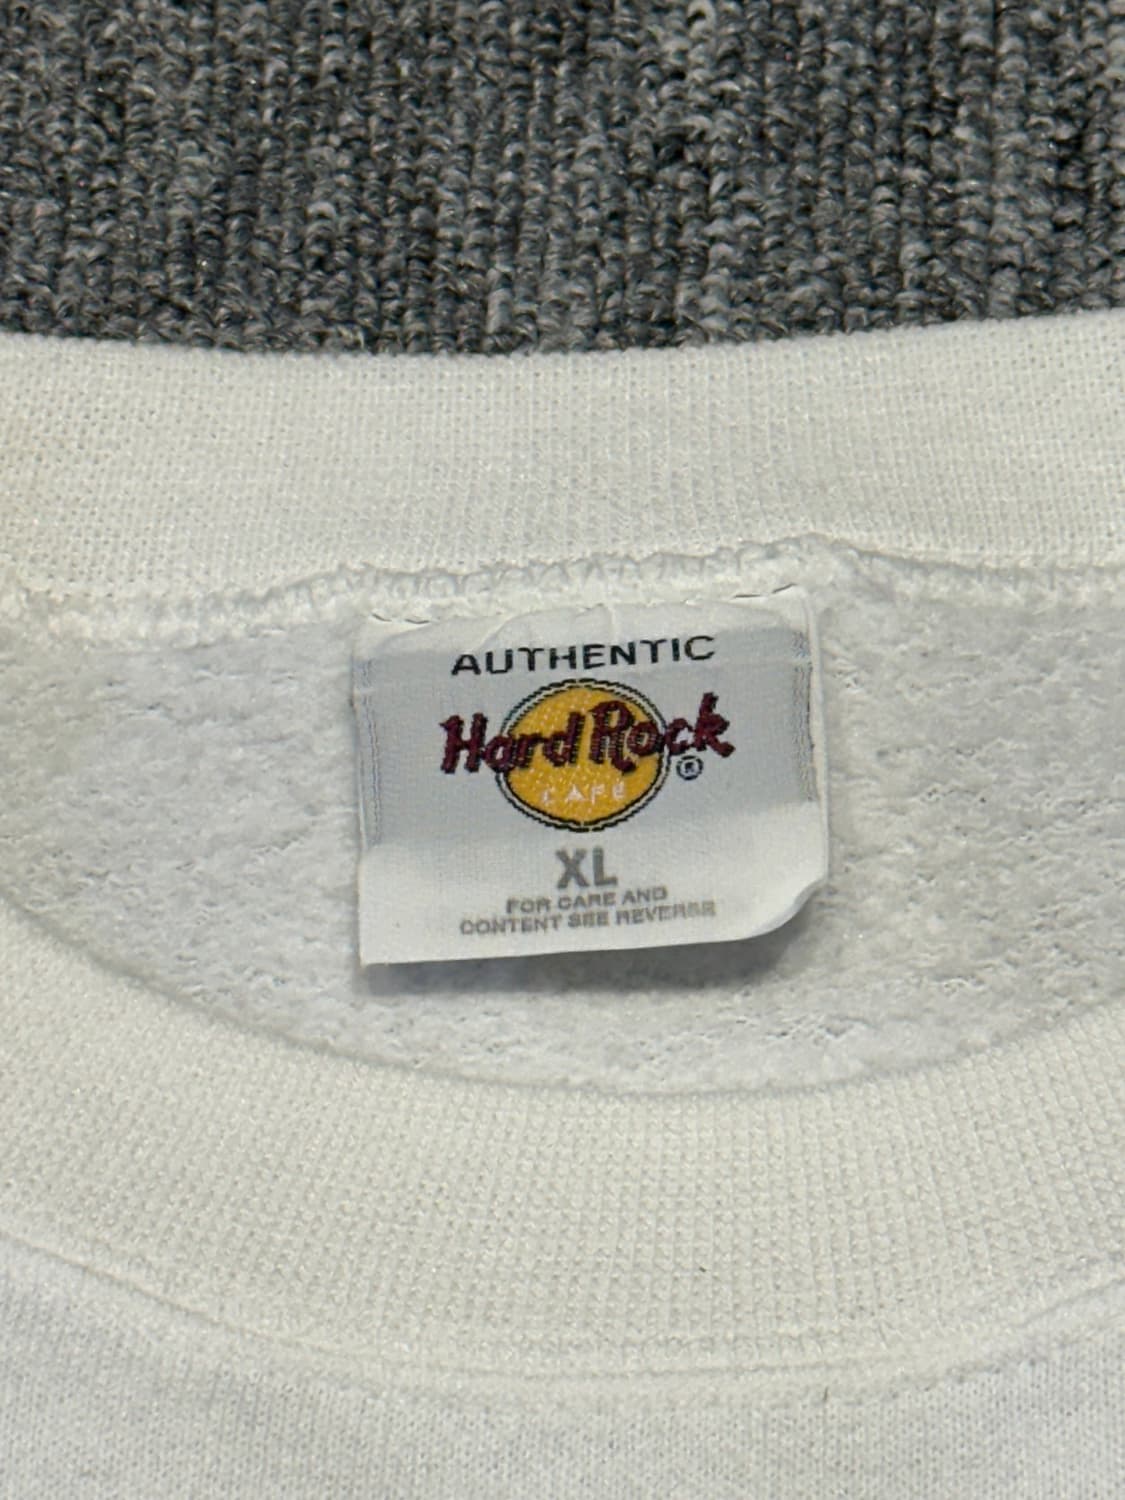 AUTHENTIC
Hard Rock ®
CAFE
XL
FOR CARE AND
CONTENT SEE REVERSE